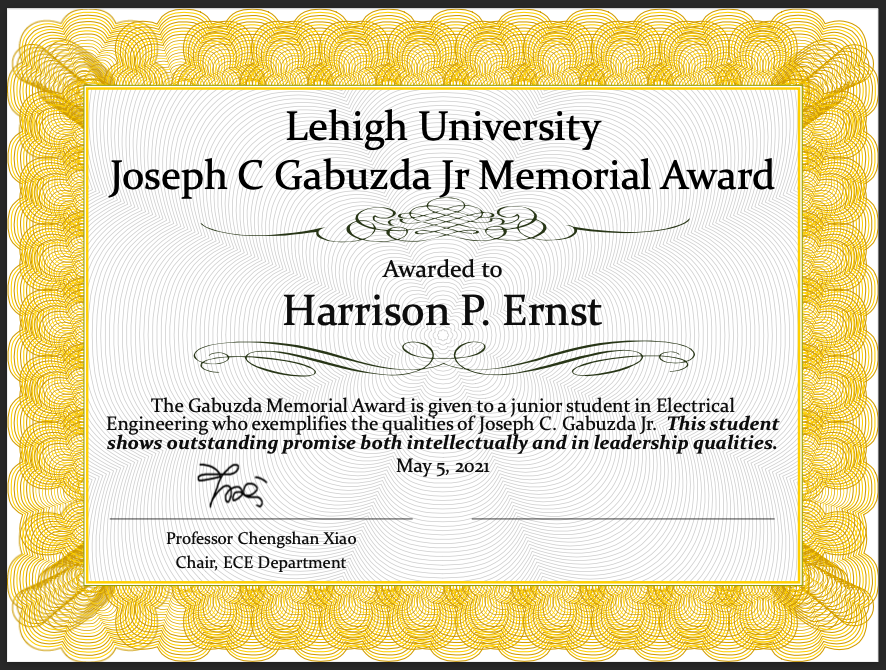 Lehigh University
Joseph C Gabuzda Jr Memorial Award
Awarded to
Harrison P. Ernst
The Gabuzda Memorial Award is given to a junior student in Electrical
Engineering who exemplifies the qualities of Joseph C. Gabuzda Jr. This student
shows outstanding promise both intellectually and in leadership qualities.
May 5, 2021
Professor Chengshan Xiao
Chair, ECE Department